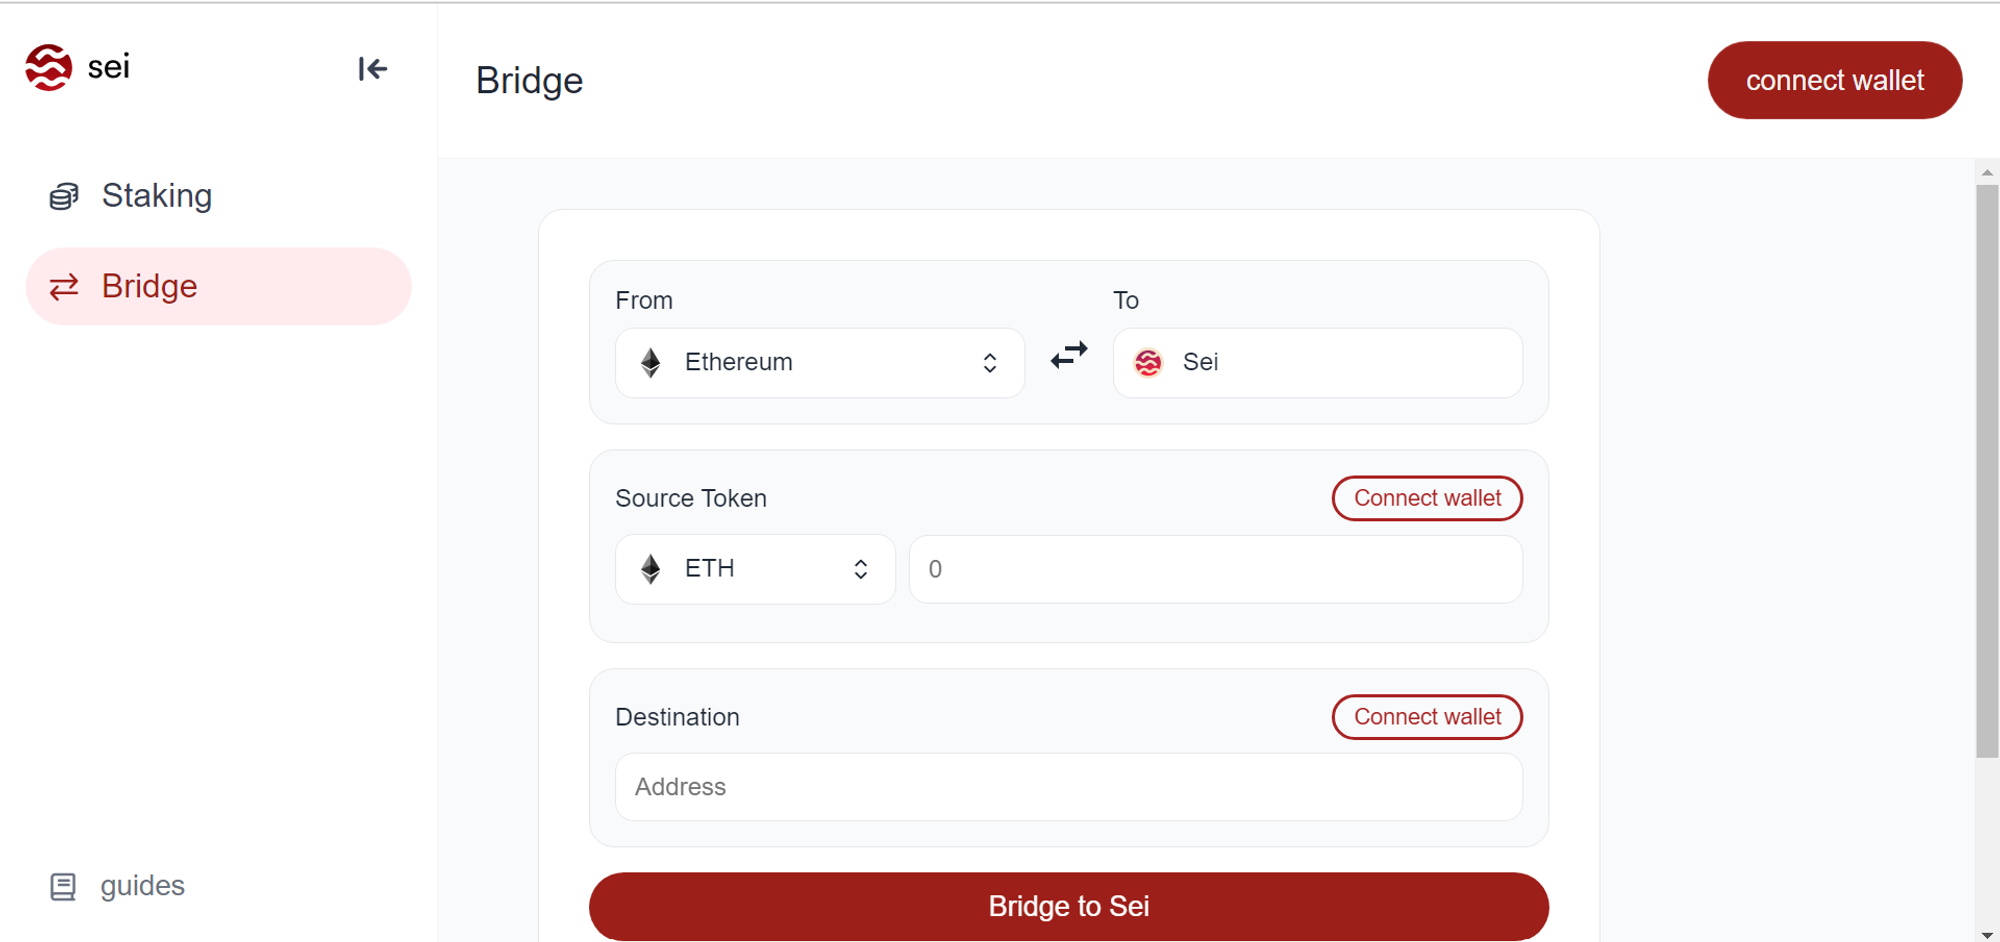 sei
Bridge
connect wallet
Staking
Bridge
From
To
Ethereum
Sei
Source Token
Connect wallet
ETH
0
Destination
Connect wallet
Address
guides
Bridge to Sei